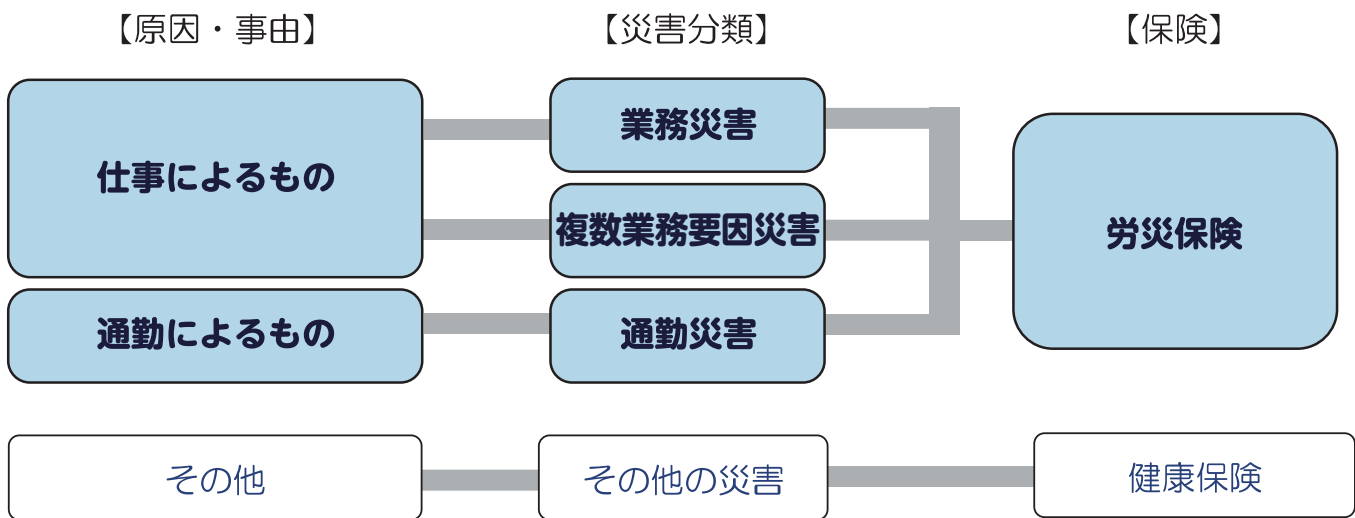 【原因・事由】
【災害分類】
【保険】
仕事によるもの
業務災害
複数業務要因災害
労災保険
通勤によるもの
通勤災害
その他
その他の災害
健康保険